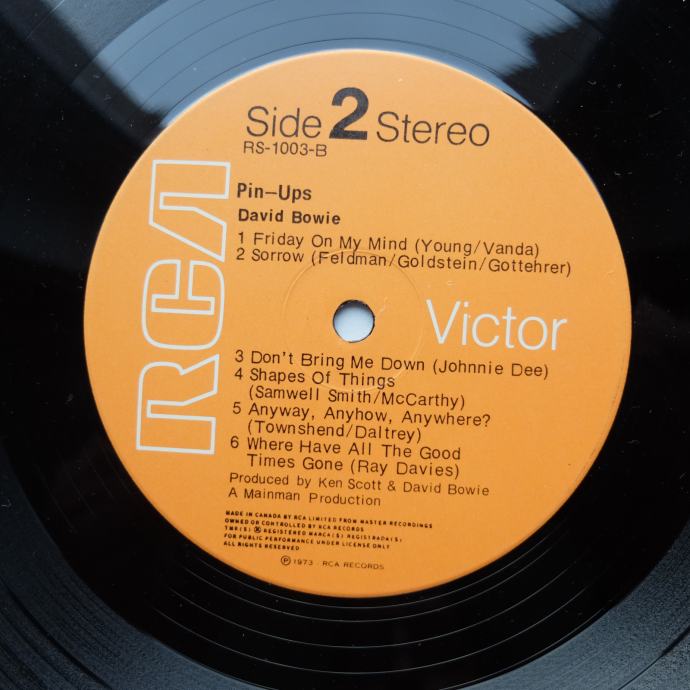 Side 2 Stereo
RS-1003-B
RCA
Pin-Ups
David Bowie
1 Friday On My Mind (Young/Vanda)
2 Sorrow (Feldman/Goldstein/Gottehrer)
Victor
3 Don't Bring Me Down (Johnnie Dee)
4 Shapes Of Things
(Samwell Smith/McCarthy)
5 Anyway, Anyhow, Anywhere?
(Townshend/Daltrey)
6 Where Have All The Good
Times Gone (Ray Davies)
Produced by Ken Scott & David Bowie
A Mainman Production
MADE IN CANADA BY RCA LIMITED FROM MASTER RECORDINGS
OWNED OR CONTROLLED BY RCA RECORDS
TMK(S) ® REGISTERED MARCA(S) REGISTRADA(S)
FOR PUBLIC PERFORMANCE UNDER LICENSE ONLY
ALL RIGHTS RESERVED
℗ 1973 · RCA RECORDS